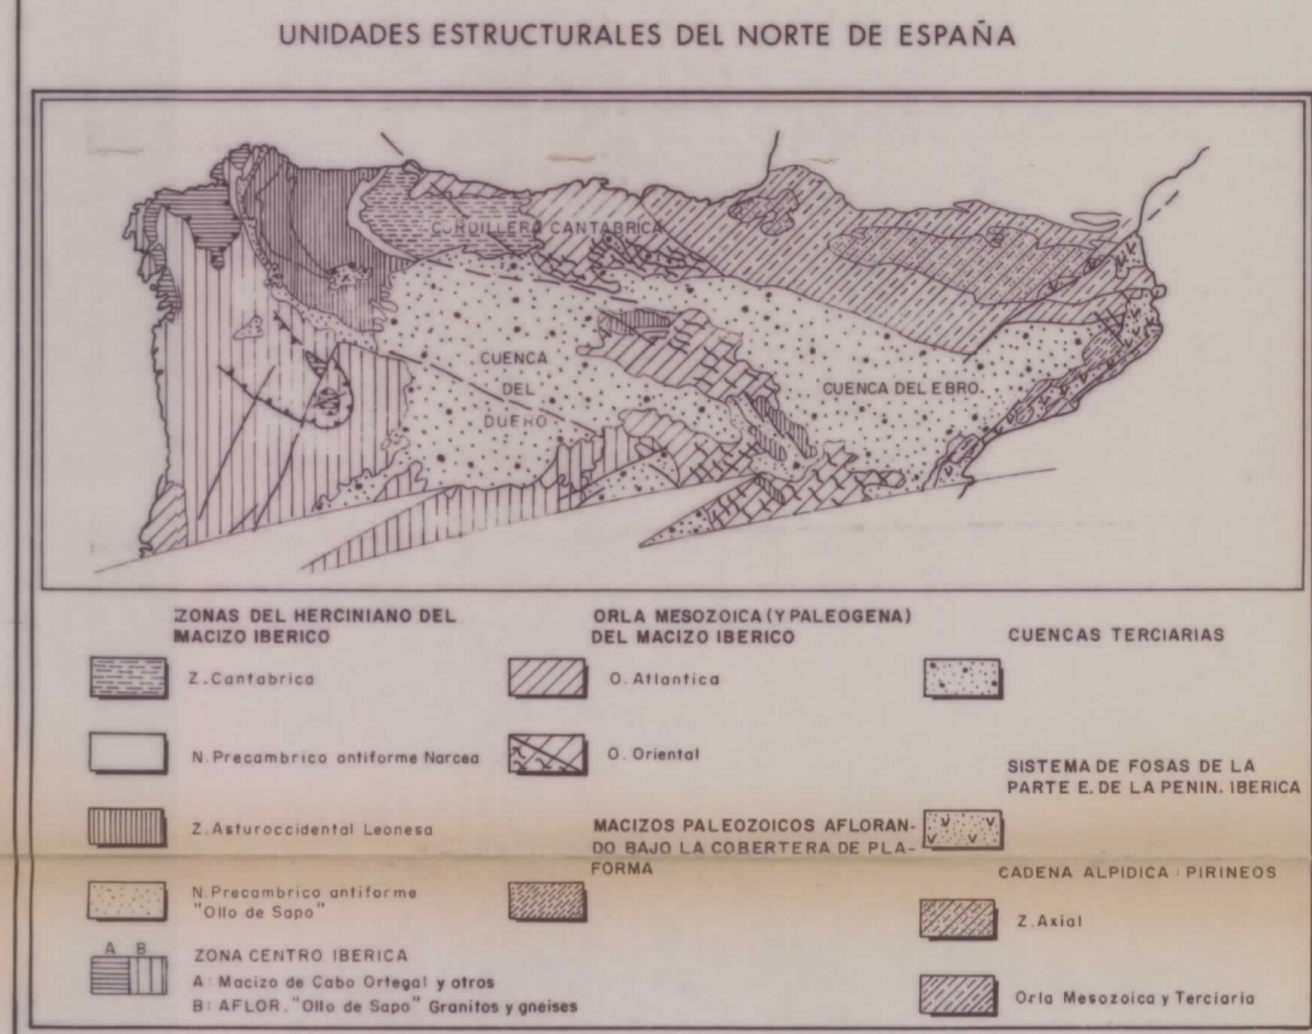 UNIDADES ESTRUCTURALES DEL NORTE DE ESPAÑA
CORDILLERA CANTABRICA
CUENCA
DEL
DUERO
CUENCA DEL EBRO
ZONAS DEL HERCINIANO DEL
MACIZO IBERICO
Z.Cantabrica
N.Precambrico antiforme Narcea
Z.Asturoccidental Leonesa
N.Precambrico antiforme
"Ollo de Sapo"
A B
ZONA CENTRO IBERICA
A: Macizo de Cabo Ortegal y otros
B: AFLOR. "Ollo de Sapo" Granitos y gneises
ORLA MESOZOICA (Y PALEOGENA)
DEL MACIZO IBERICO
O. Atlantica
O. Oriental
MACIZOS PALEOZOICOS AFLORAN-
DO BAJO LA COBERTERA DE PLA-
FORMA
CUENCAS TERCIARIAS
SISTEMA DE FOSAS DE LA
PARTE E. DE LA PENIN. IBERICA
CADENA ALPIDICA : PIRINEOS
Z.Axial
Orla Mesozoica y Terciaria